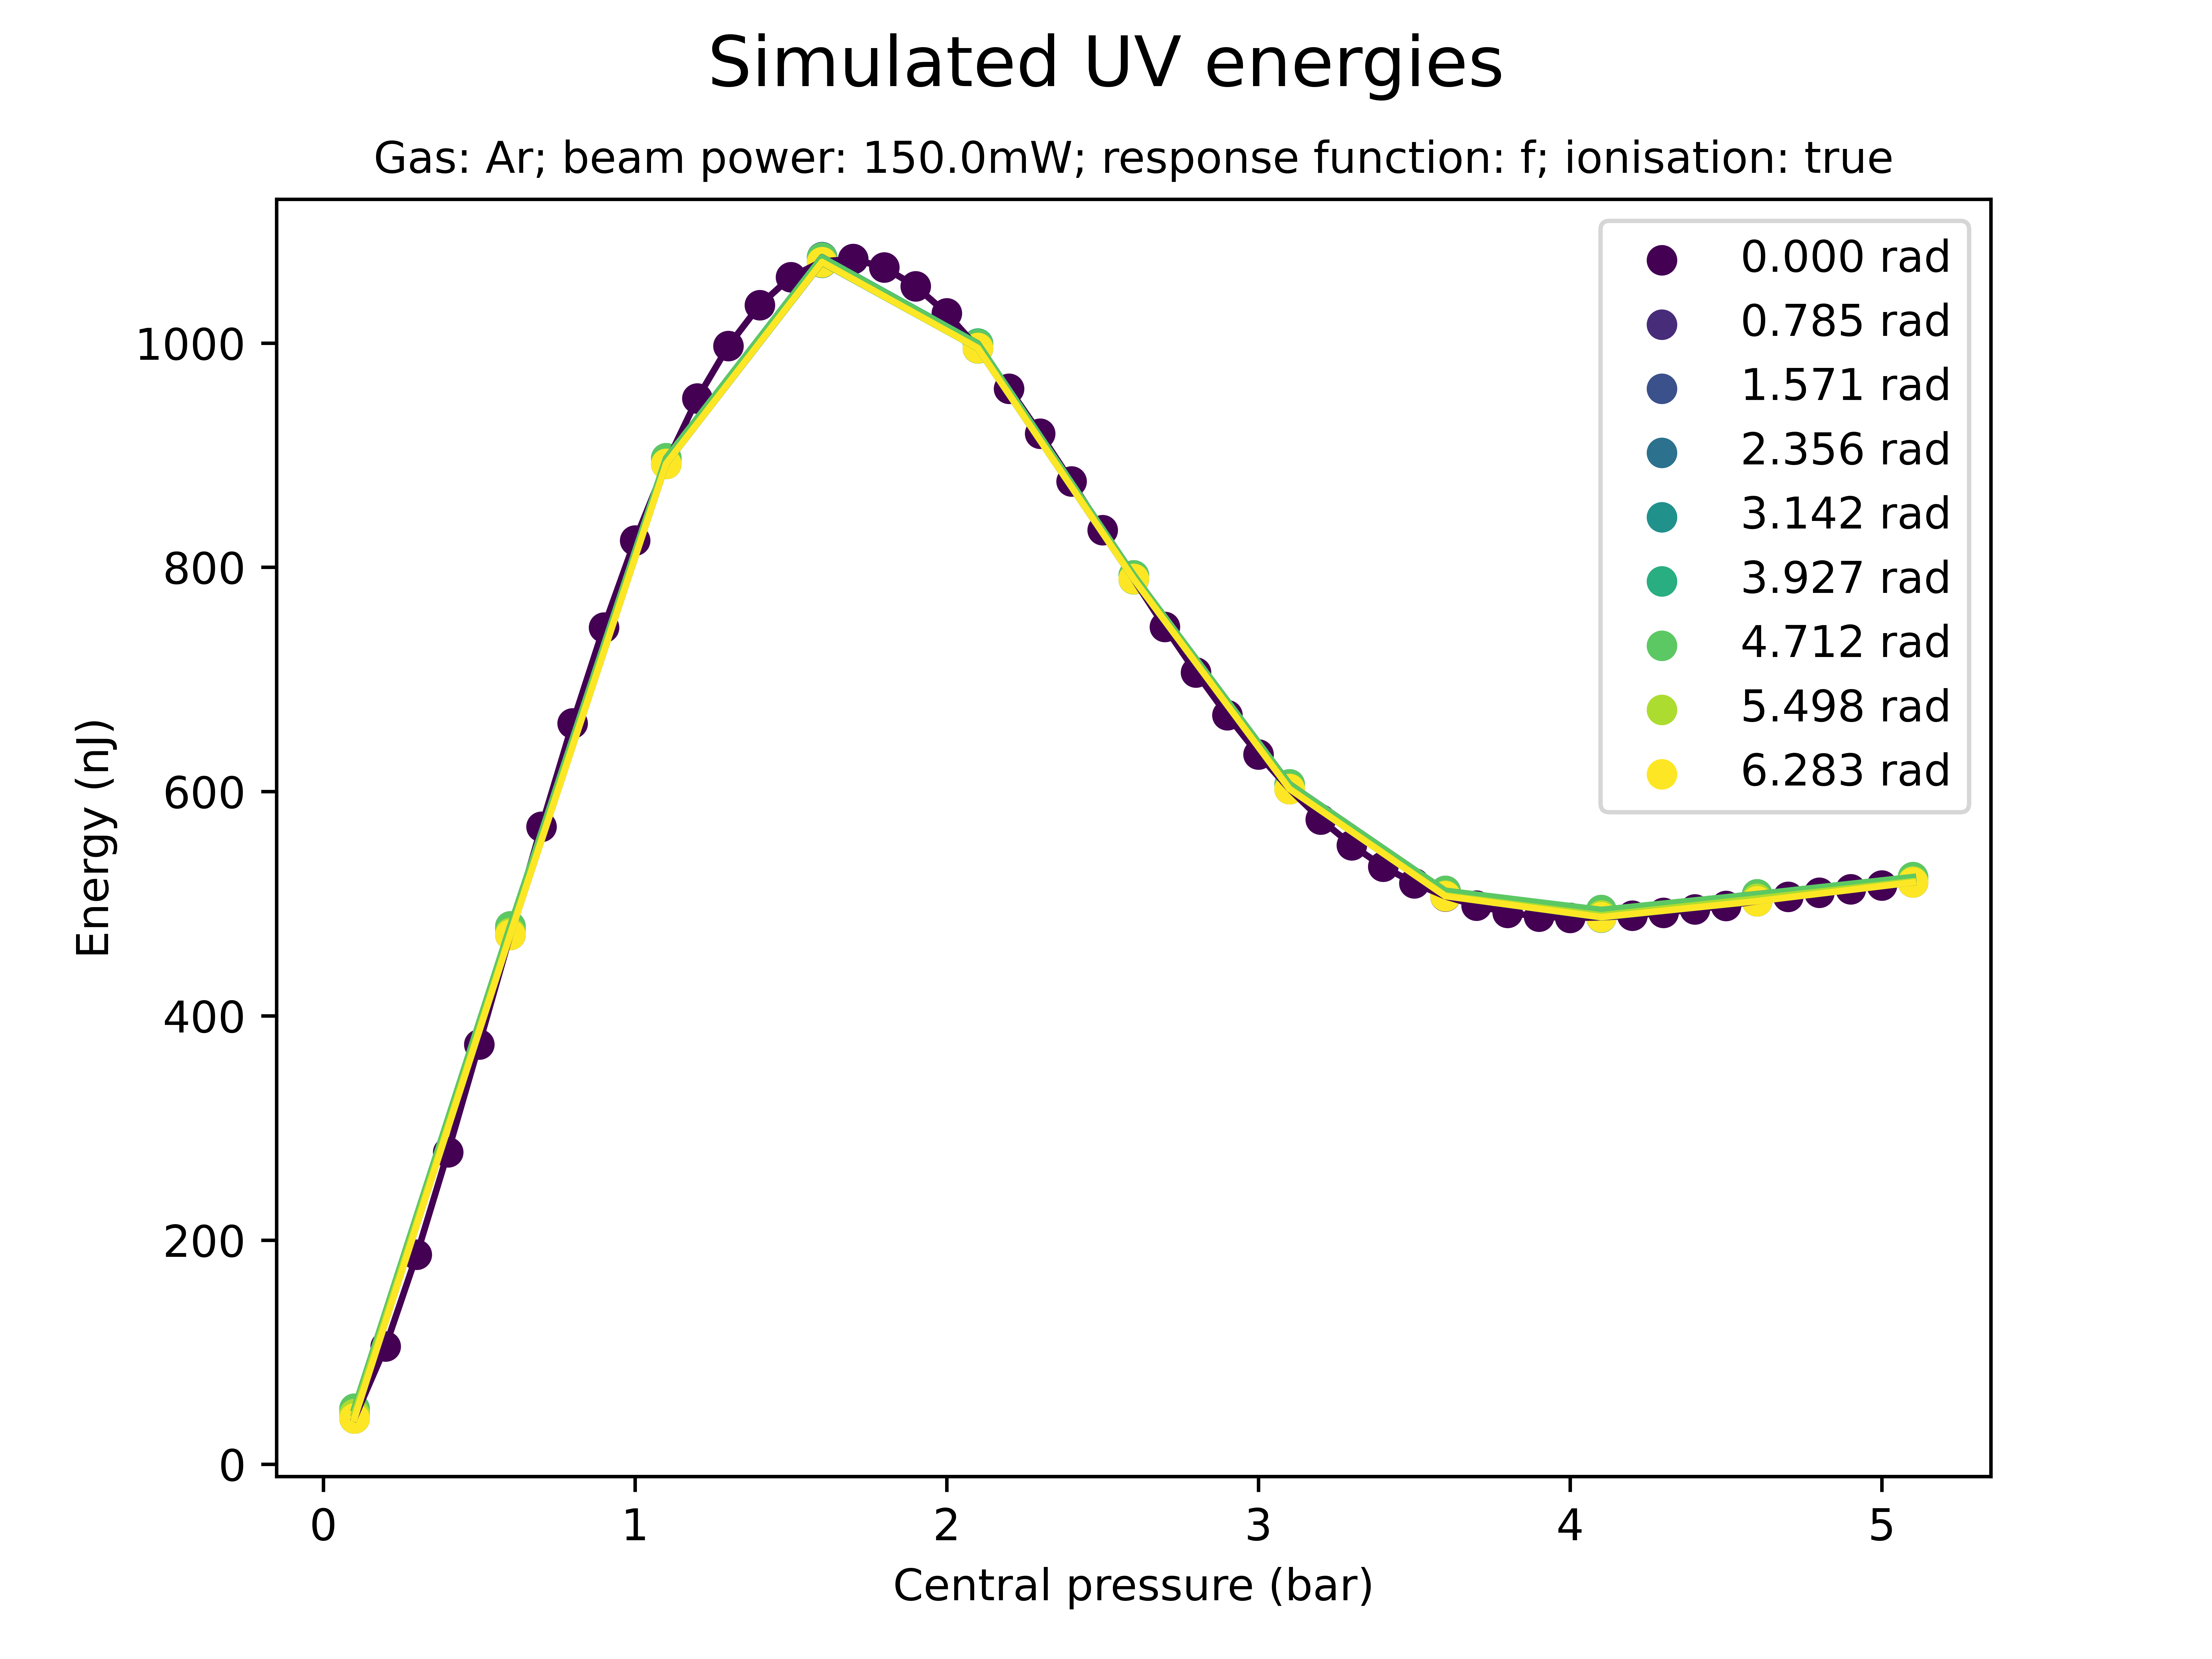 Simulated UV energies
Gas: Ar; beam power: 150.0mW; response function: f; ionisation: true
0.000 rad
0.785 rad
1.571 rad
2.356 rad
3.142 rad
3.927 rad
4.712 rad
5.498 rad
6.283 rad
Energy (nJ)
1000
800
600
400
200
0
0 1 2 3 4 5
Central pressure (bar)